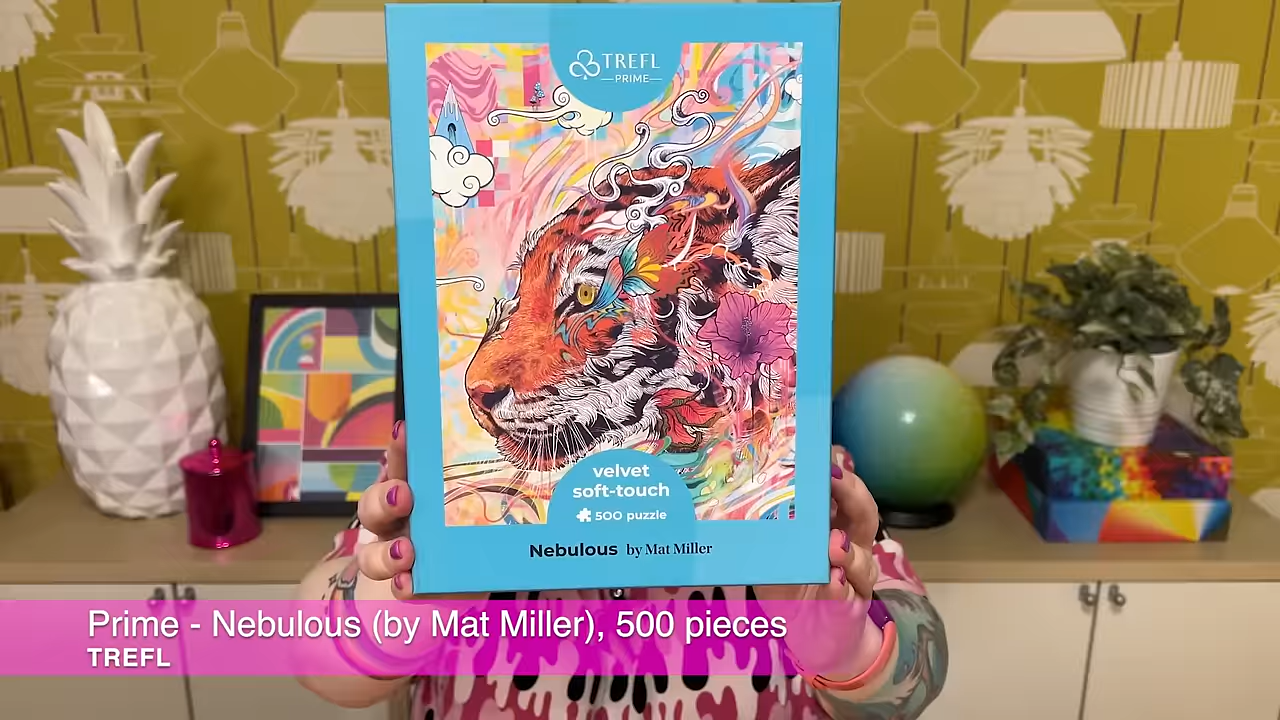 TREFL
PRIME
velvet
soft-touch
500 puzzle
Nebulous by Mat Miller
Prime - Nebulous (by Mat Miller), 500 pieces
TREFL